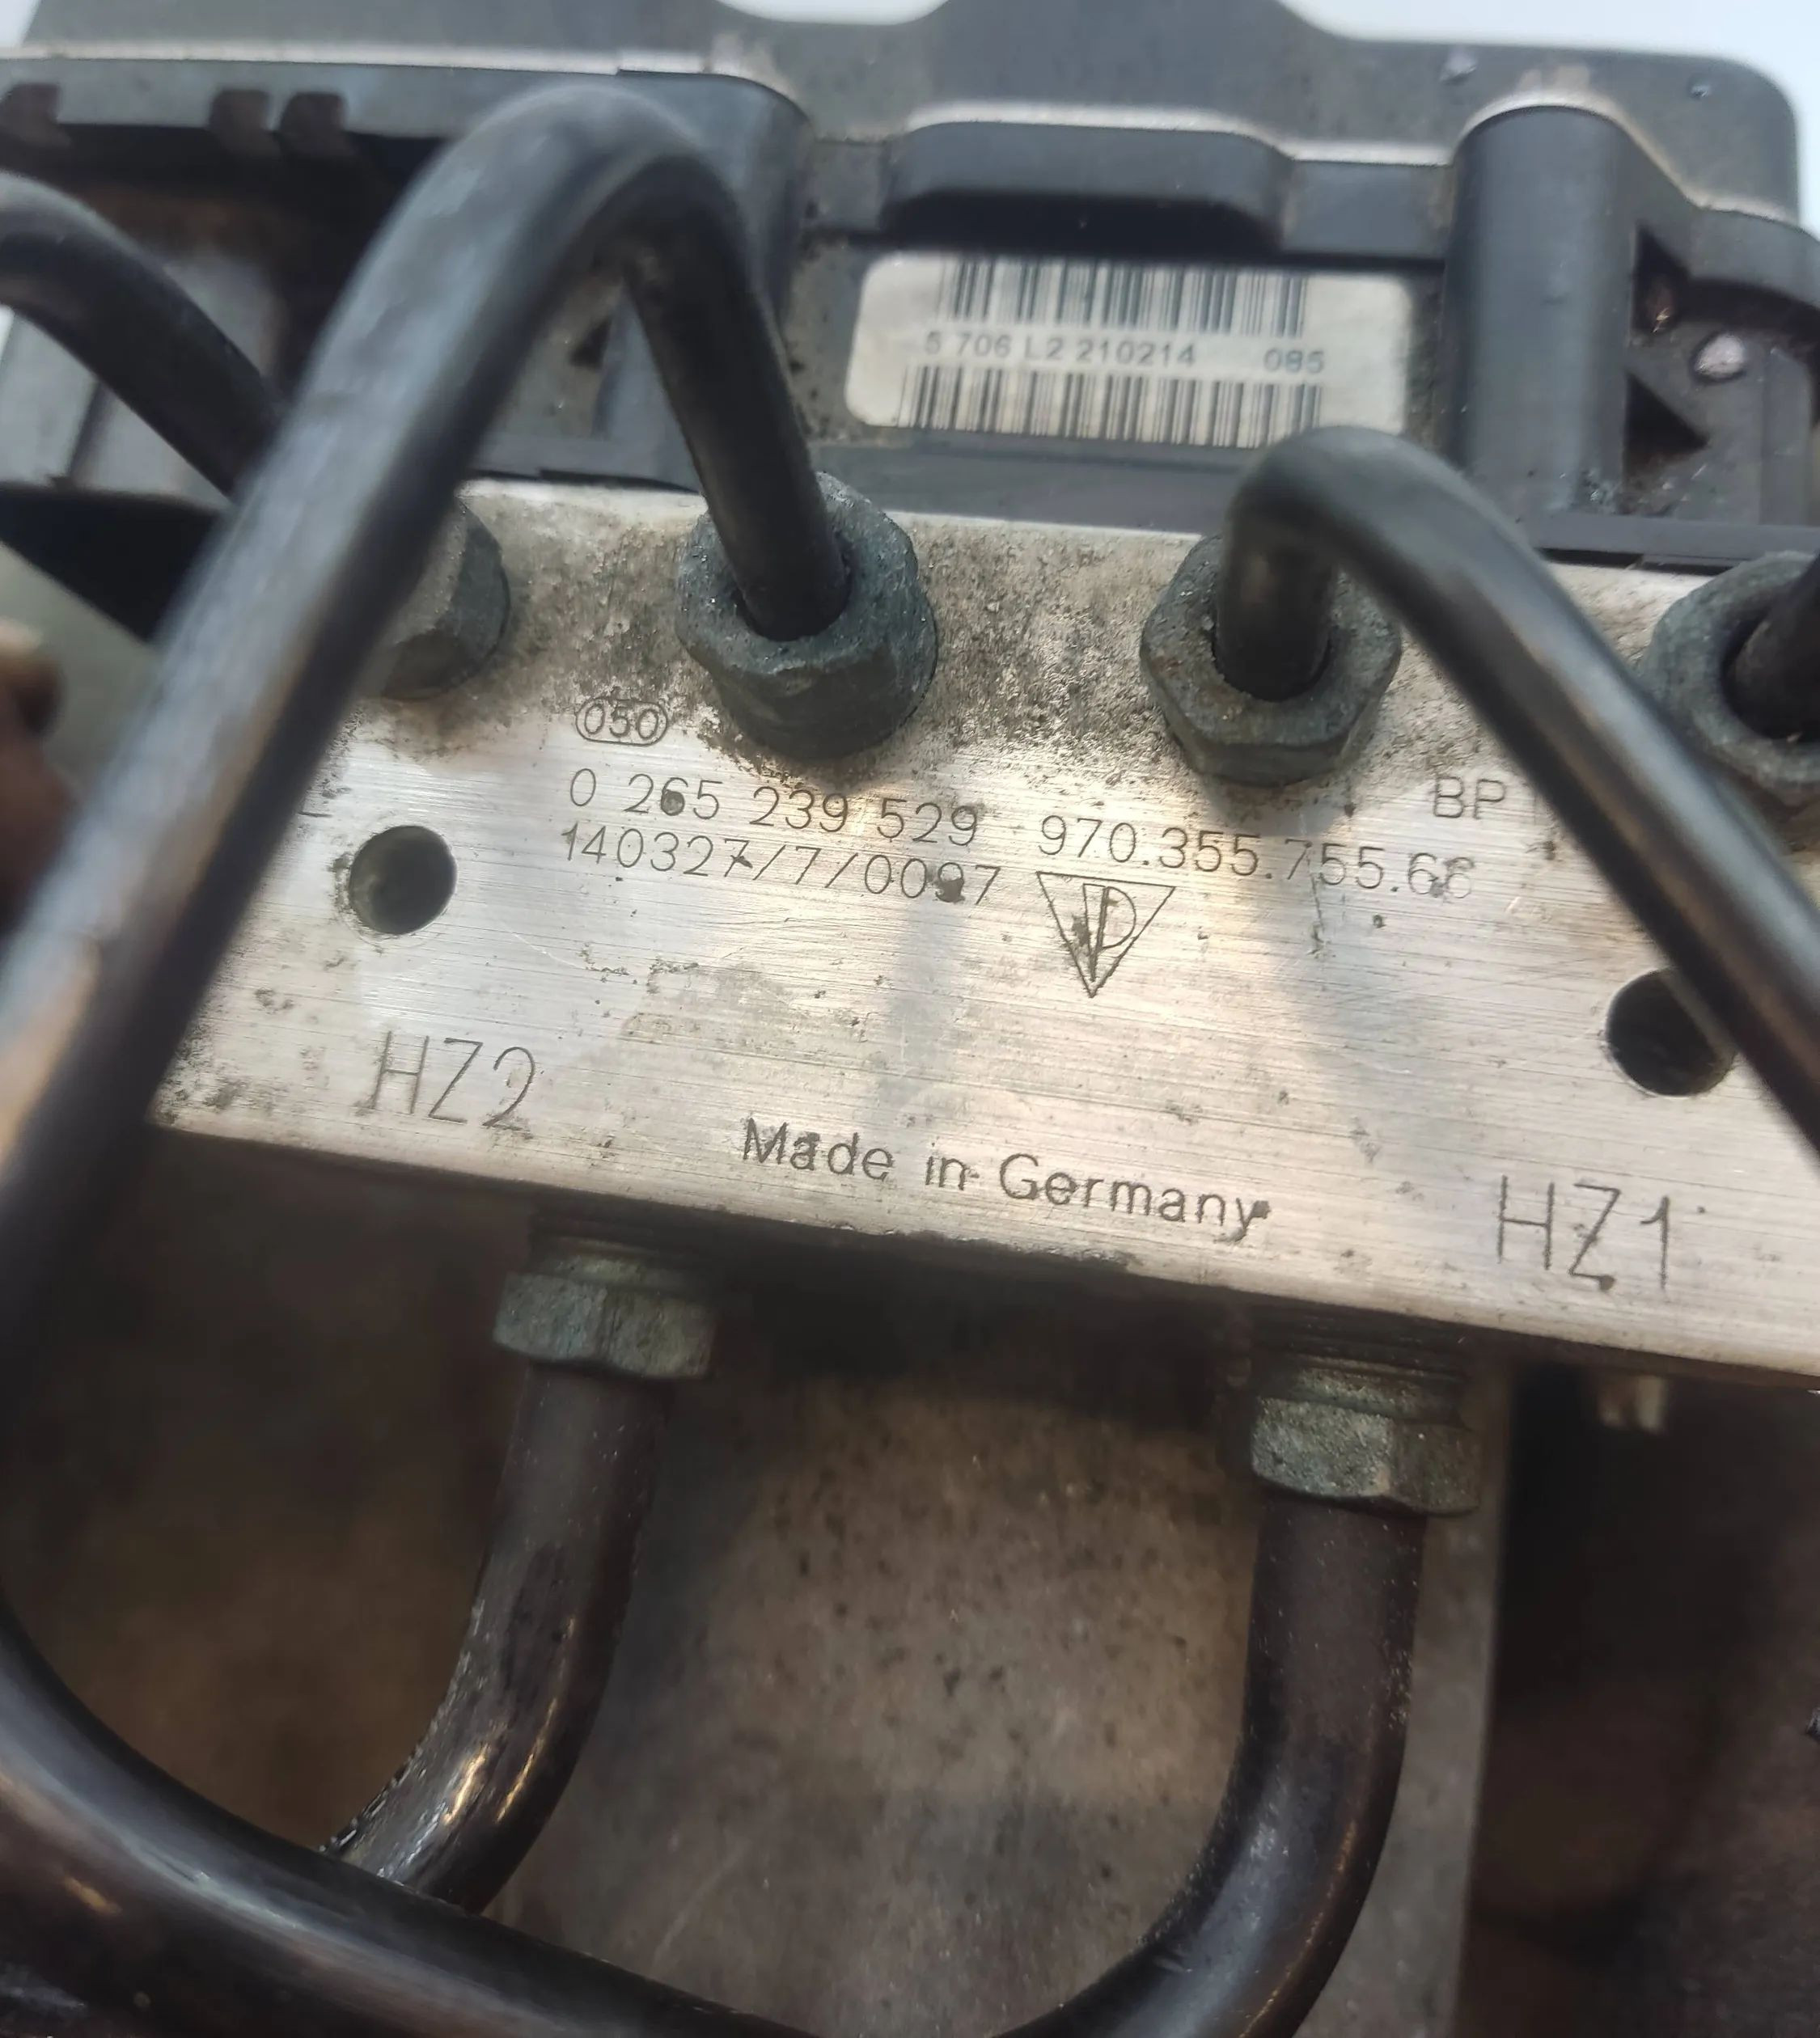 5 706 L2 210214 085
050
0 265 239 529 970.355.755.66
BP
140327/7/0097
HZ2
Made in Germany
HZ1